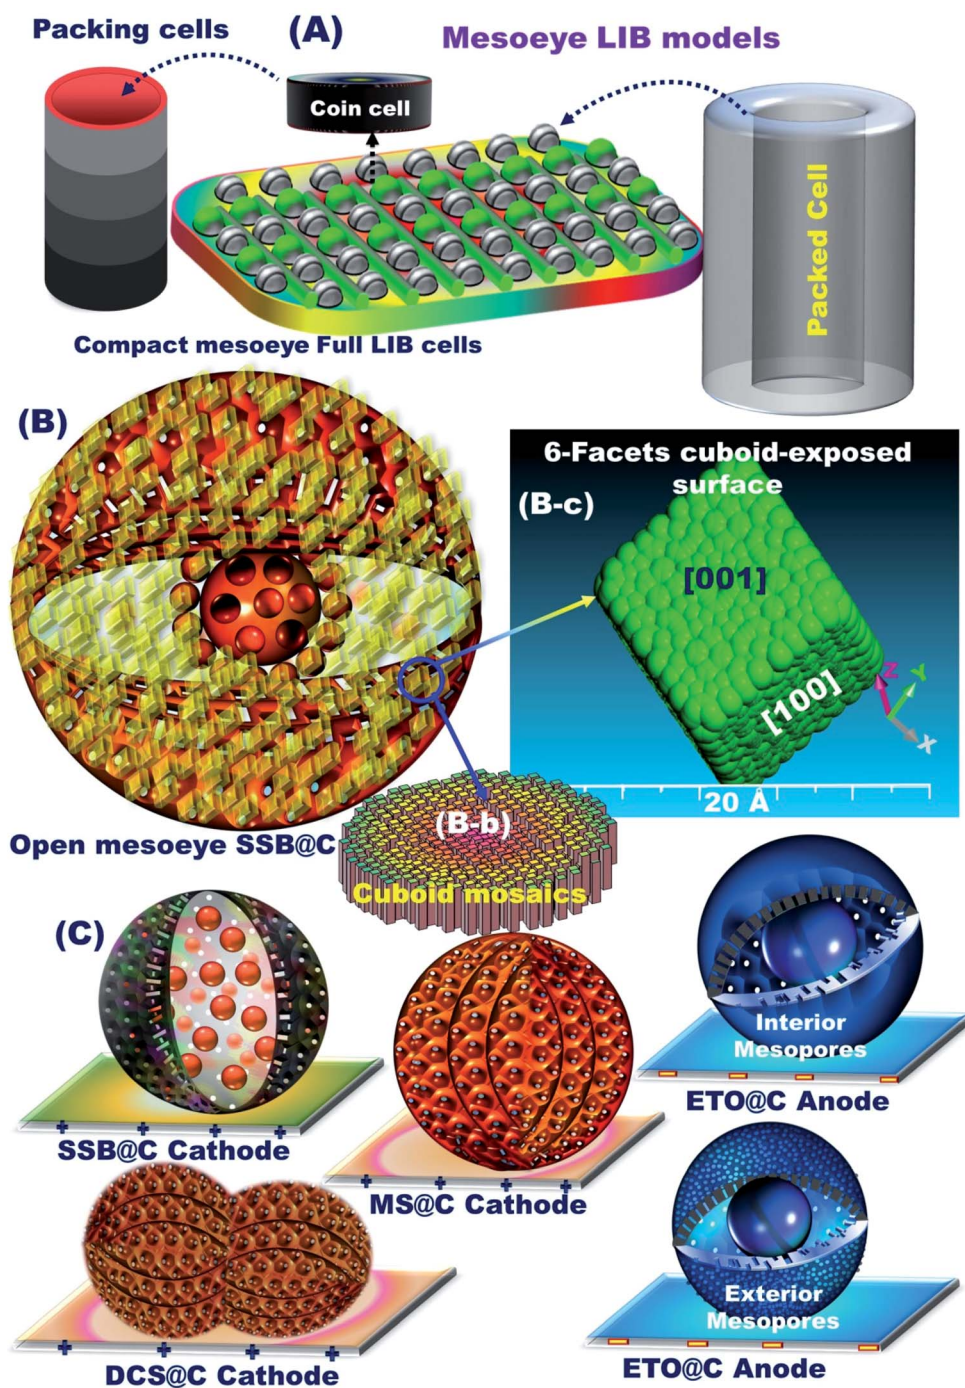 Packing cells
(A)
Mesoeye LIB models
Coin cell
Packed Cell
Compact mesoeye Full LIB cells
(B)
6-Facets cuboid-exposed
surface
(B-c)
[001]
[100]
Z
Y
X
20 Å
Open mesoeye SSB@C
(B-b)
Cuboid mosaics
(C)
Interior
Mesopores
ETO@C Anode
SSB@C Cathode
MS@C Cathode
Exterior
Mesopores
DCS@C Cathode
ETO@C Anode